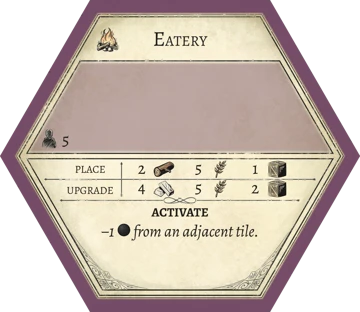 EATERY
5
PLACE 2 5 1
UPGRADE 4 5 2
ACTIVATE
–1 from an adjacent tile.